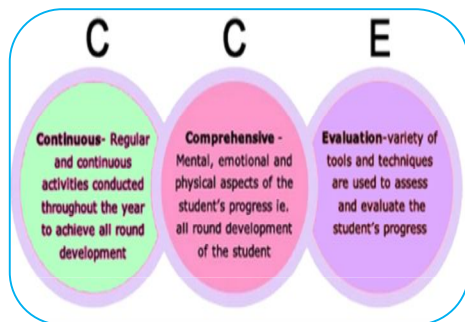 C C E
Continuous- Regular
and continuous
activities conducted
throughout the year
to achieve all round
development
Comprehensive -
Mental, emotional and
physical aspects of the
student's progress ie.
all round development
of the student
Evaluation-variety of
tools and techniques
are used to assess
and evaluate the
student's progress